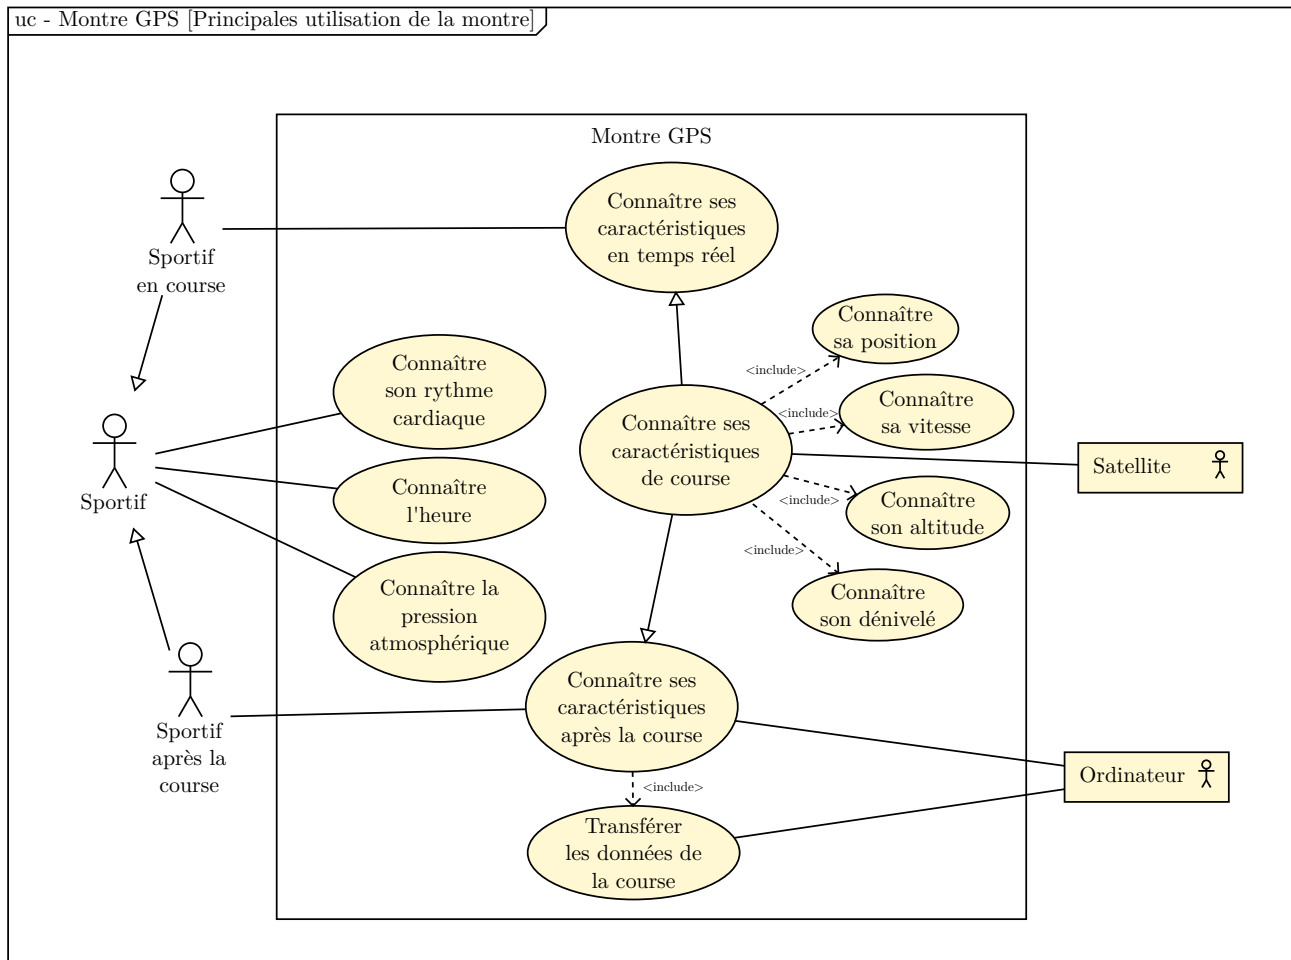 uc - Montre GPS [Principales utilisation de la montre]
Montre GPS
Connaître ses
caractéristiques
en temps réel
Sportif
en course
Connaître
sa position
<include>
Connaître
son rythme
cardiaque
Connaître
sa vitesse
<include>
Connaître ses
caractéristiques
de course
Satellite
Sportif
Connaître
l'heure
<include>
Connaître
son altitude
<include>
Connaître la
pression
atmosphérique
Connaître
son dénivelé
Sportif
après la
course
Connaître ses
caractéristiques
après la course
Ordinateur
<include>
Transférer
les données de
la course